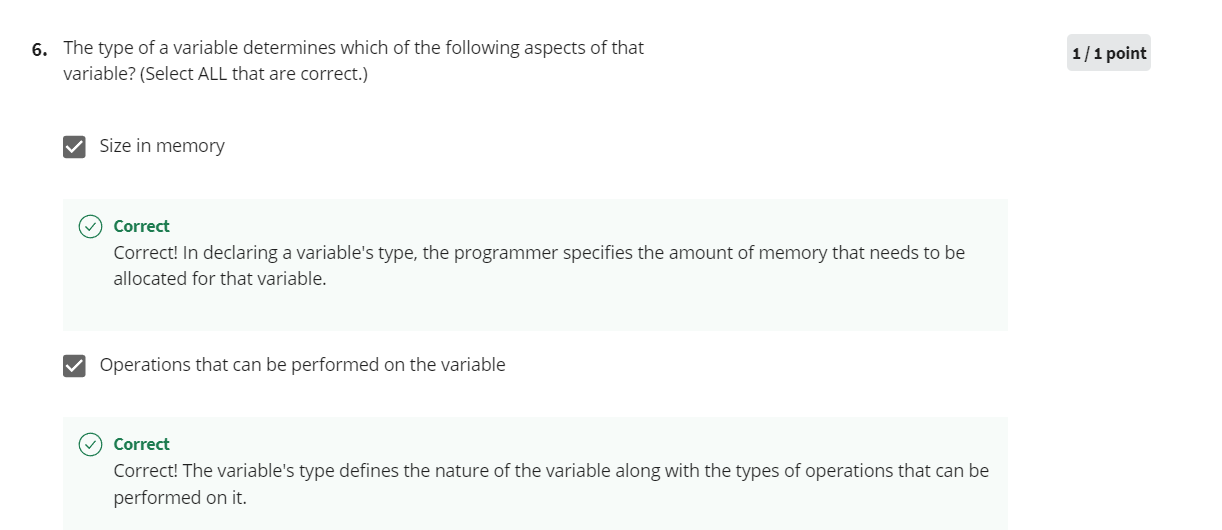 6. The type of a variable determines which of the following aspects of that
variable? (Select ALL that are correct.)
1 / 1 point
Size in memory
Correct
Correct! In declaring a variable's type, the programmer specifies the amount of memory that needs to be
allocated for that variable.
Operations that can be performed on the variable
Correct
Correct! The variable's type defines the nature of the variable along with the types of operations that can be
performed on it.